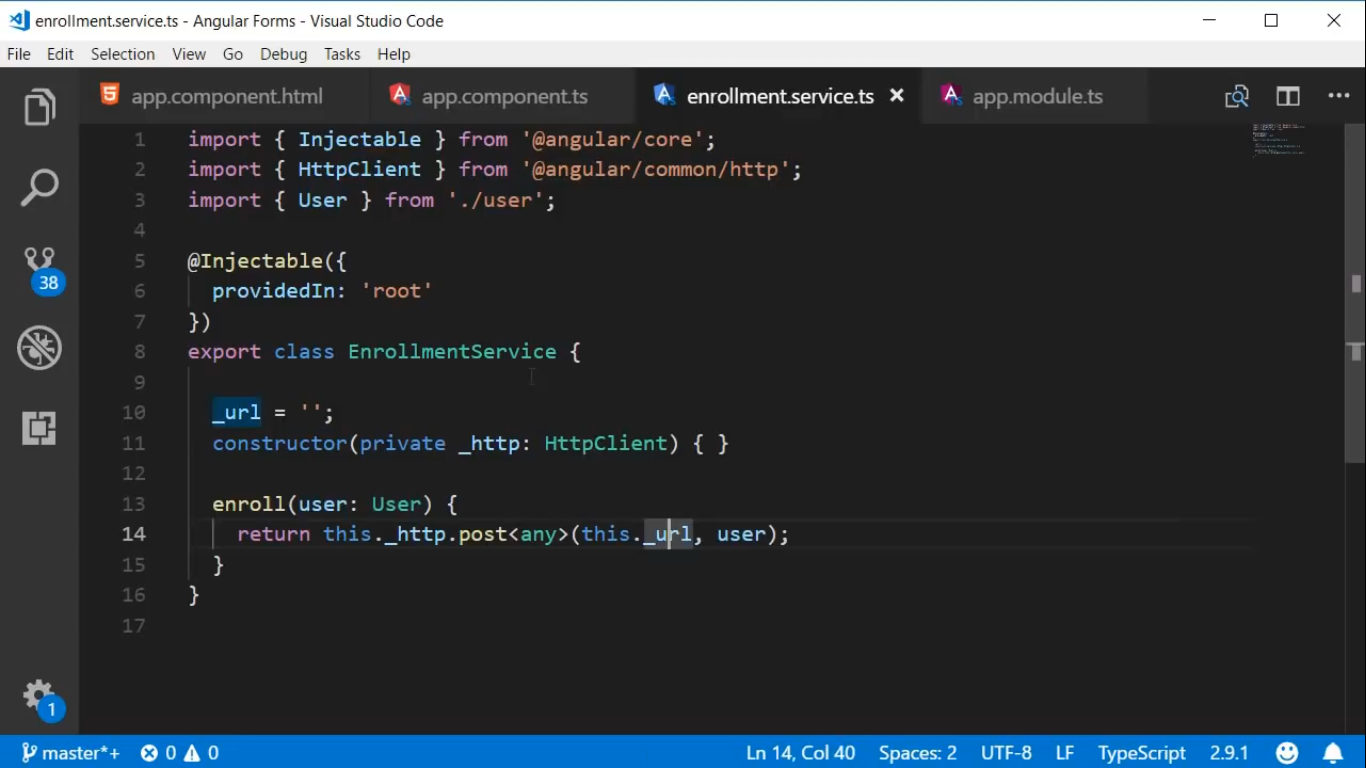 enrollment.service.ts - Angular Forms - Visual Studio Code
File Edit Selection View Go Debug Tasks Help
app.component.html app.component.ts enrollment.service.ts app.module.ts
1 import { Injectable } from '@angular/core';
2 import { HttpClient } from '@angular/common/http';
3 import { User } from './user';
4
5 @Injectable({
6 providedIn: 'root'
7 })
8 export class EnrollmentService {
9
10 _url = '';
11 constructor(private _http: HttpClient) { }
12
13 enroll(user: User) {
14 return this._http.post<any>(this._url, user);
15 }
16 }
17
38
1
master*+ 0 0 Ln 14, Col 40 Spaces: 2 UTF-8 LF TypeScript 2.9.1